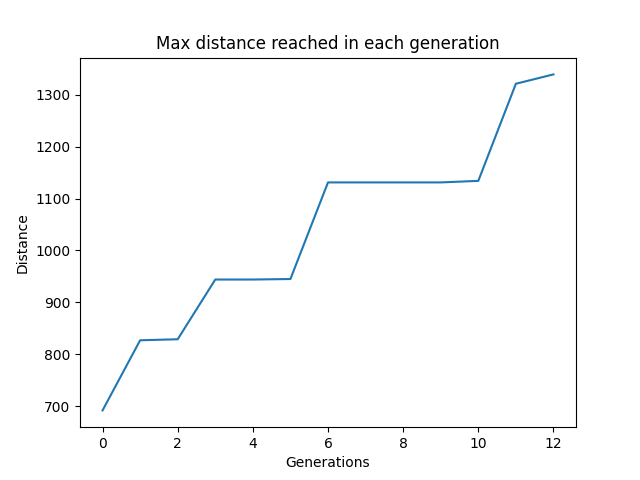 Max distance reached in each generation
1300
1200
1100
1000
900
800
700
Distance
0 2 4 6 8 10 12
Generations